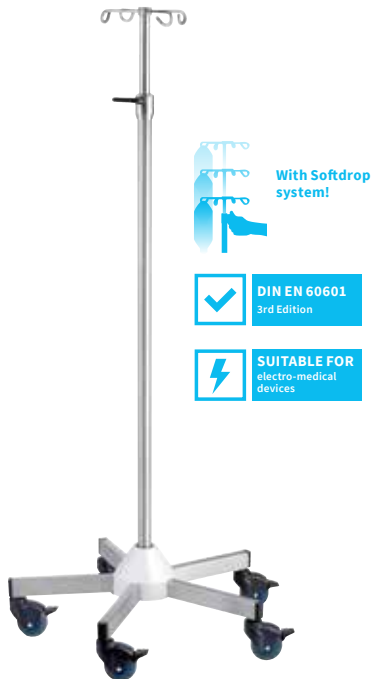 With Softdrop
system!
DIN EN 60601
3rd Edition
SUITABLE FOR
electro-medical
devices